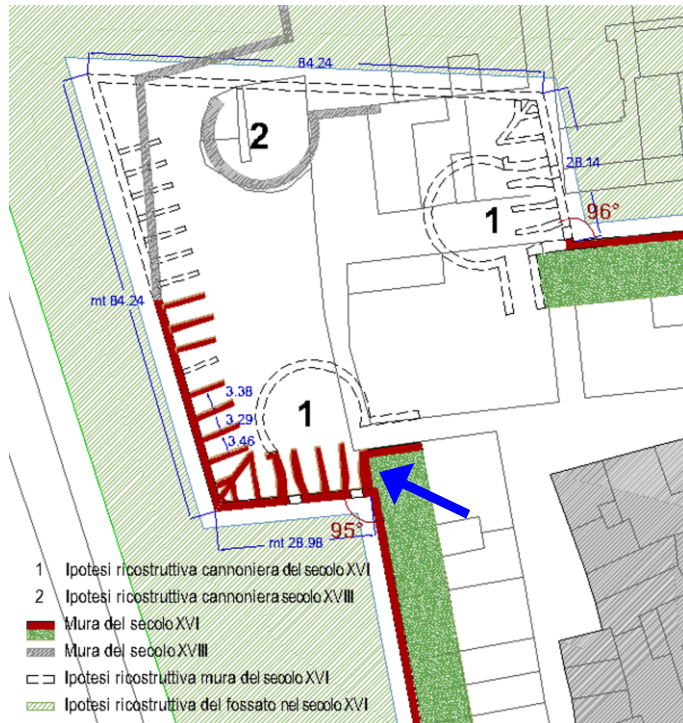 84.24
2
28.14
1
96°
mt 84.24
3.38
3.29
3.46
1
95°
mt 28.98
1 Ipotesi ricostruttiva cannoniera del secolo XVI
2 Ipotesi ricostruttiva cannoniera secolo XVIII
Mura del secolo XVI
Mura del secolo XVIII
Ipotesi ricostruttiva mura del secolo XVI
Ipotesi ricostruttiva del fossato nel secolo XVI